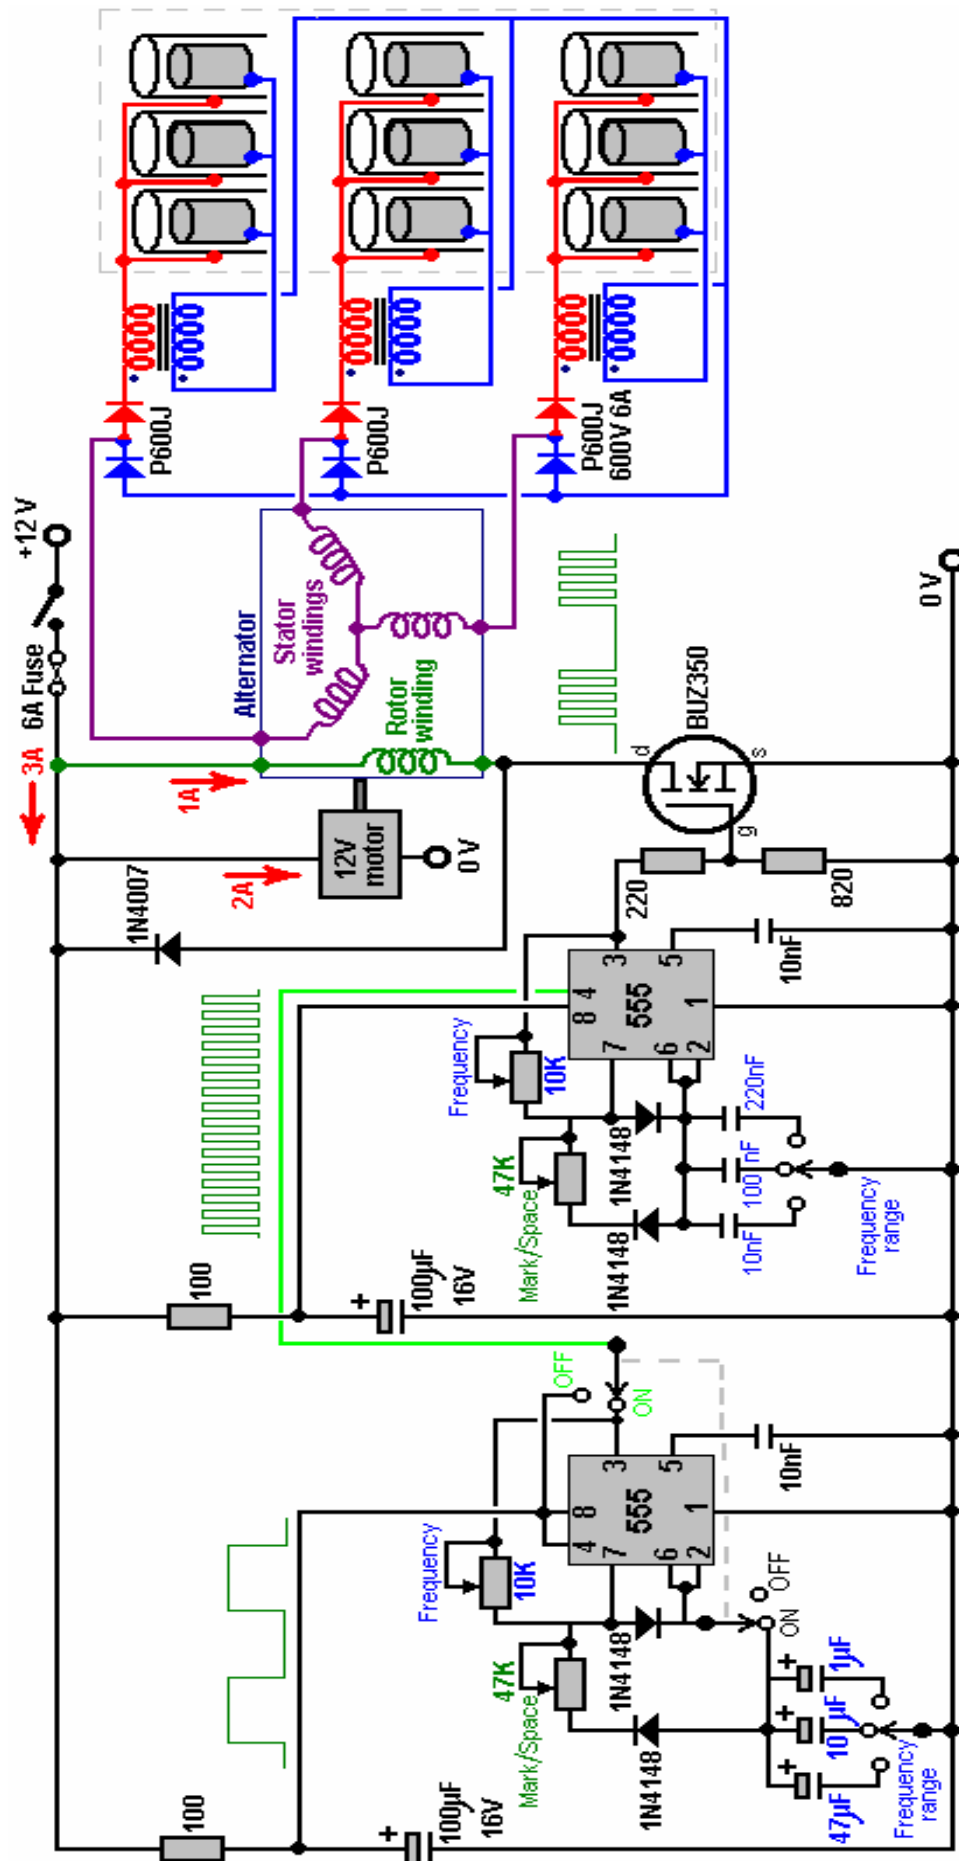 +12 V
6A Fuse
3A
1A
2A
12V
motor
0 V
1N4007
Alternator
Stator
windings
Rotor
winding
P600J
P600J
P600J
600V 6A
BUZ350
d
s
g
220
820
0 V
Frequency
10K
47K
Mark/Space
1N4148
1N4148
8
4
3
7
555
5
6
2
1
10nF
220nF
100 nF
10nF
Frequency
range
100
+
100µF
16V
OFF
ON
Frequency
10K
47K
Mark/Space
1N4148
1N4148
4
8
3
7
555
5
6
2
1
10nF
OFF
ON
+
1µF
+
10 µF
+
47µF
Frequency
range
100
+
100µF
16V